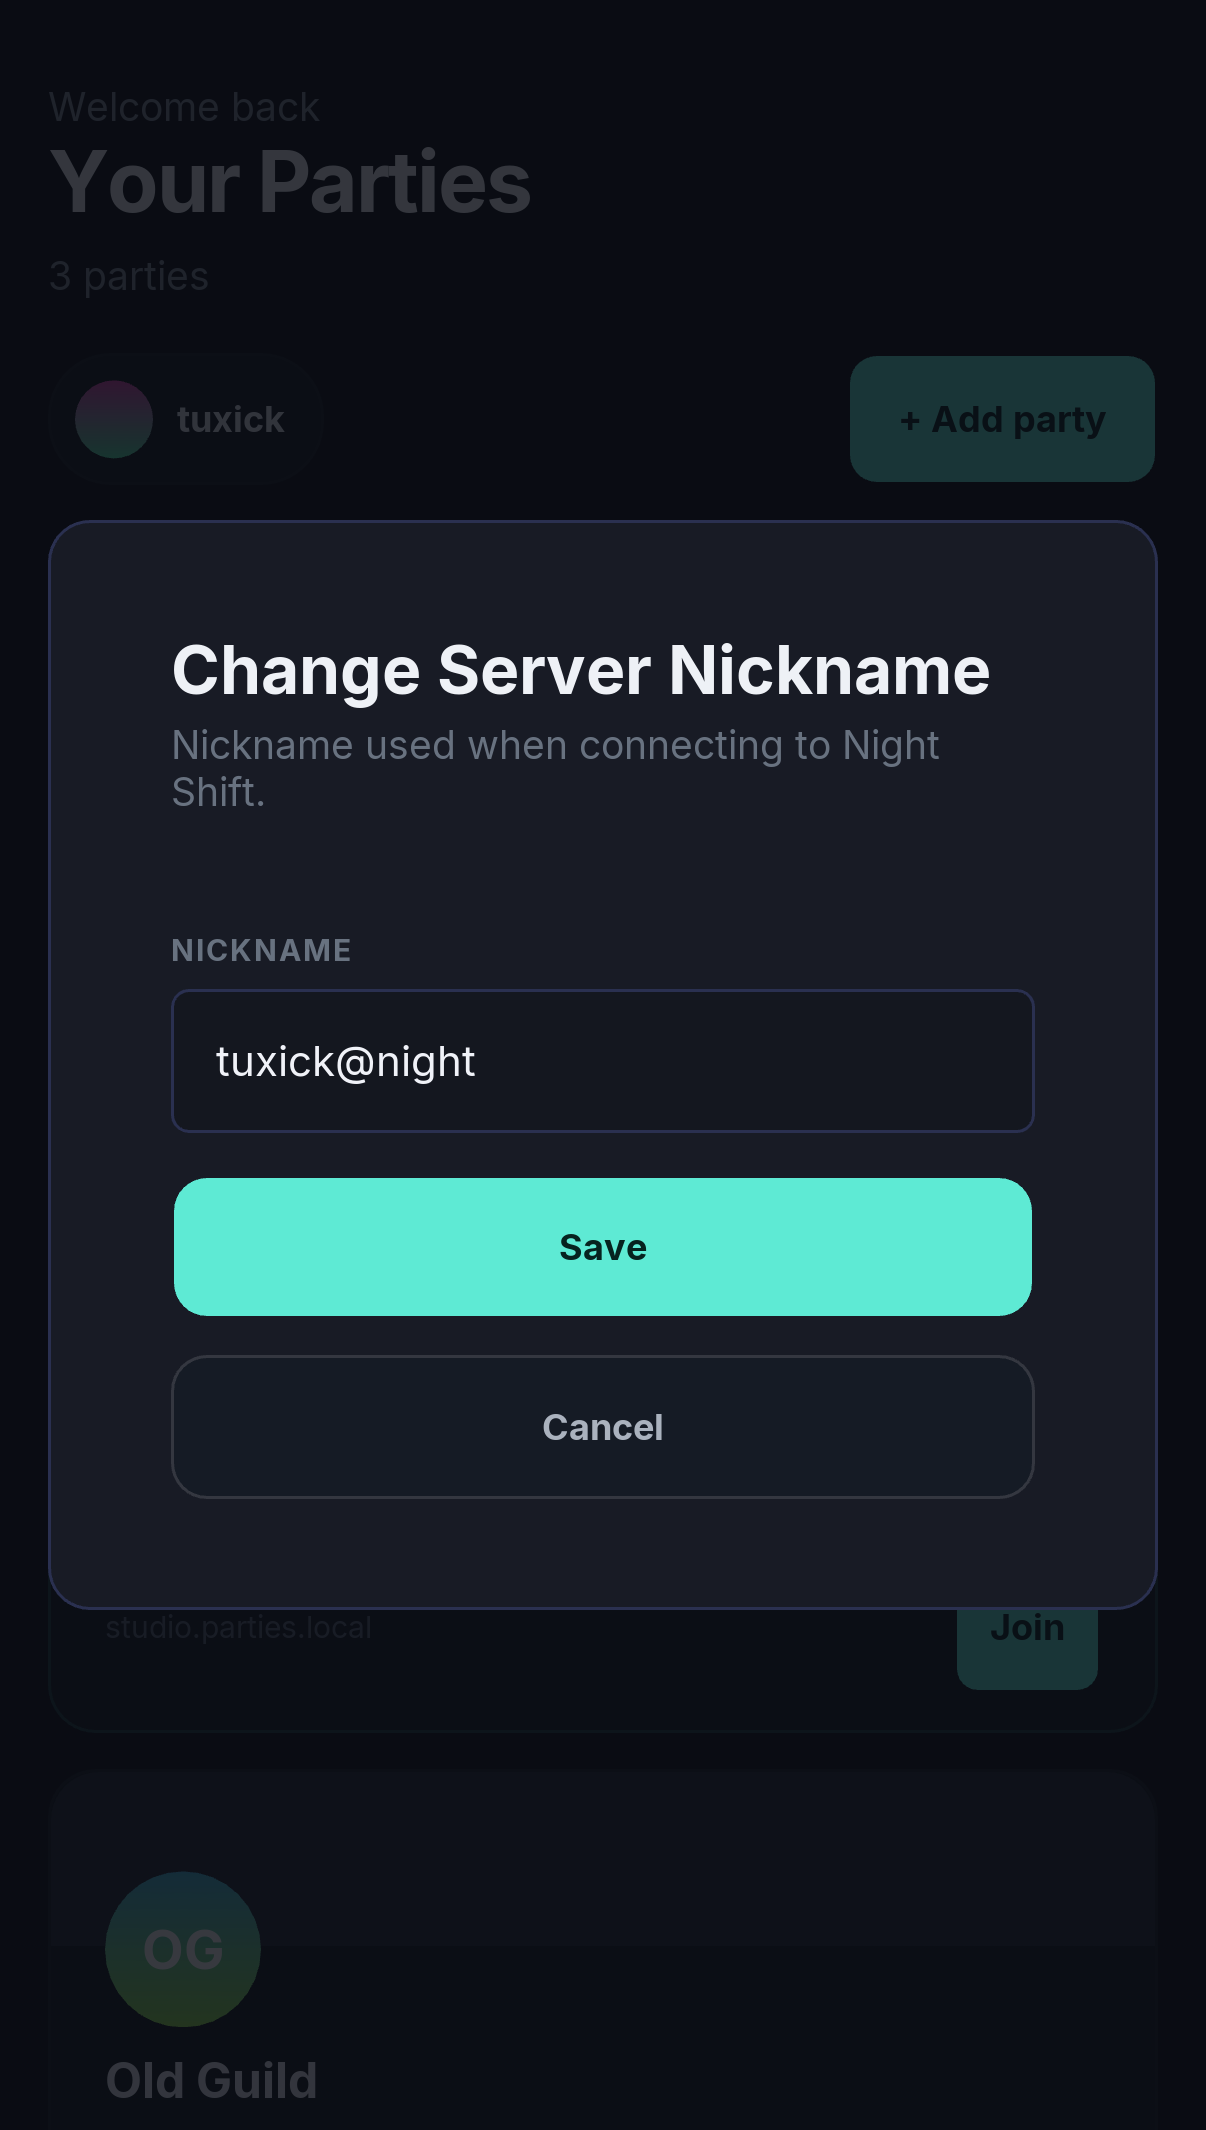 Welcome back
Your Parties
3 parties
tuxick
+ Add party
Change Server Nickname
Nickname used when connecting to Night
Shift.
NICKNAME
tuxick@night
Save
Cancel
studio.parties.local
Join
OG
Old Guild